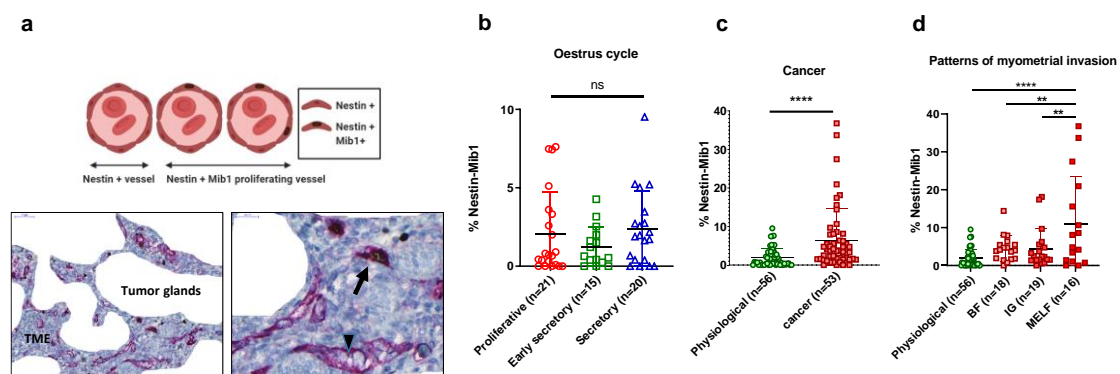 a
Nestin +
Nestin +
Mib1+
Nestin + vessel
Nestin + Mib1 proliferating vessel
Tumor glands
TME
b
Oestrus cycle
ns
% Nestin-Mib1
10
5
0
Proliferative (n=21)
Early secretory (n=15)
Secretory (n=20)
c
Cancer
****
% Nestin-Mib1
40
30
20
10
0
Physiological (n=56)
cancer (n=53)
d
Patterns of myometrial invasion
****
**
**
% Nestin-Mib1
40
30
20
10
0
Physiological (n=56)
BF (n=18)
IG (n=19)
MELF (n=16)